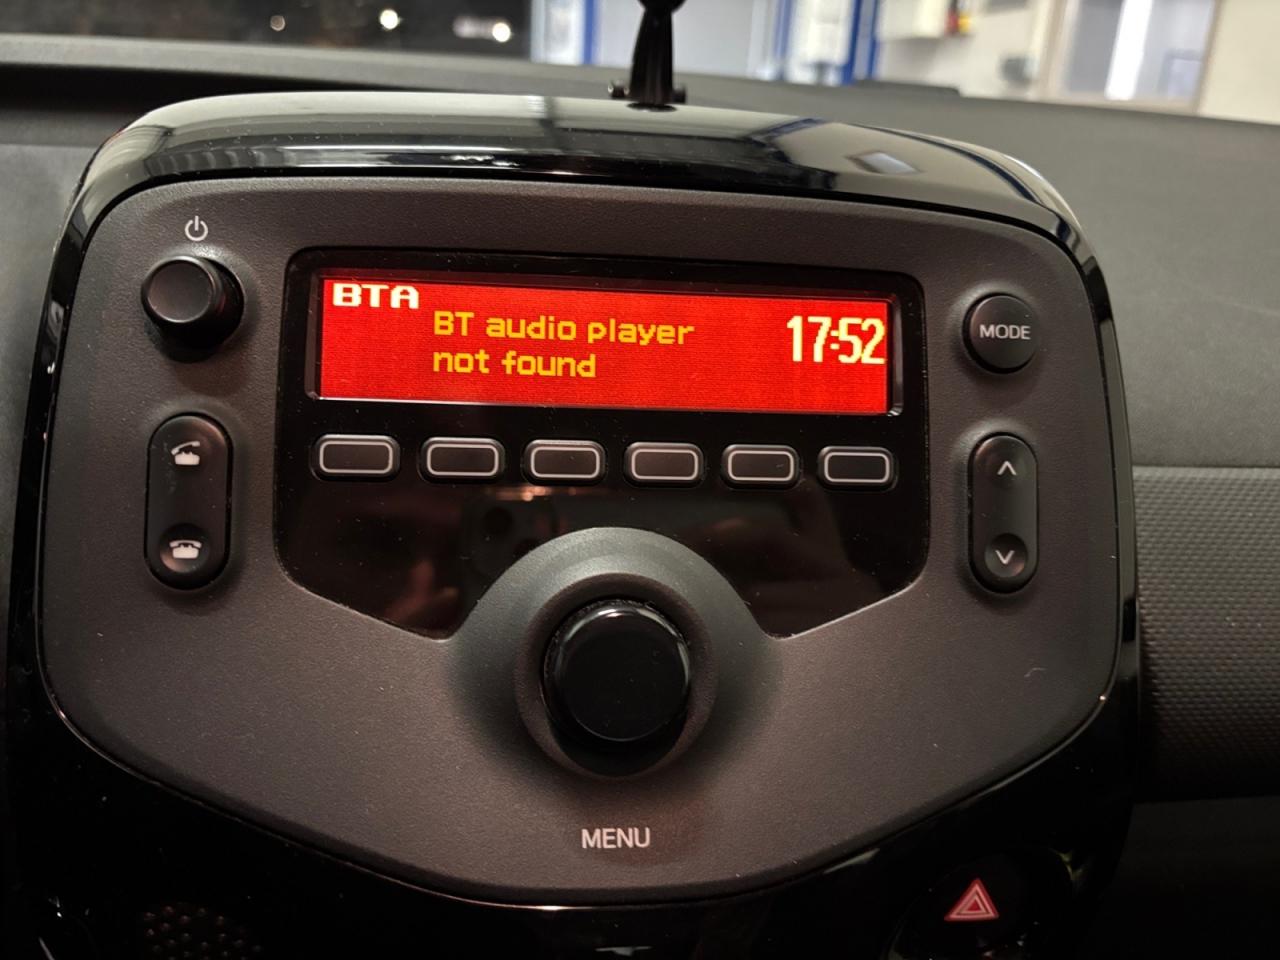 BTA
BT audio player
not found
17:52
MODE
MENU